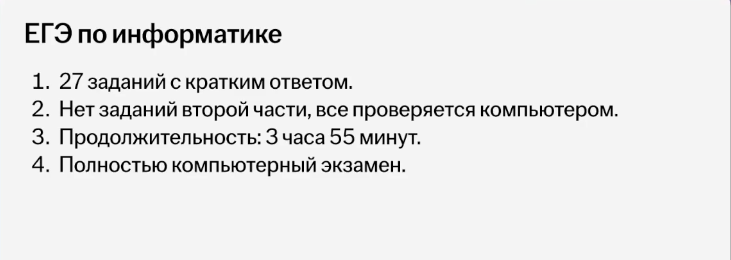 ЕГЭ по информатике
1. 27 заданий с кратким ответом.
2. Нет заданий второй части, все проверяется компьютером.
3. Продолжительность: 3 часа 55 минут.
4. Полностью компьютерный экзамен.